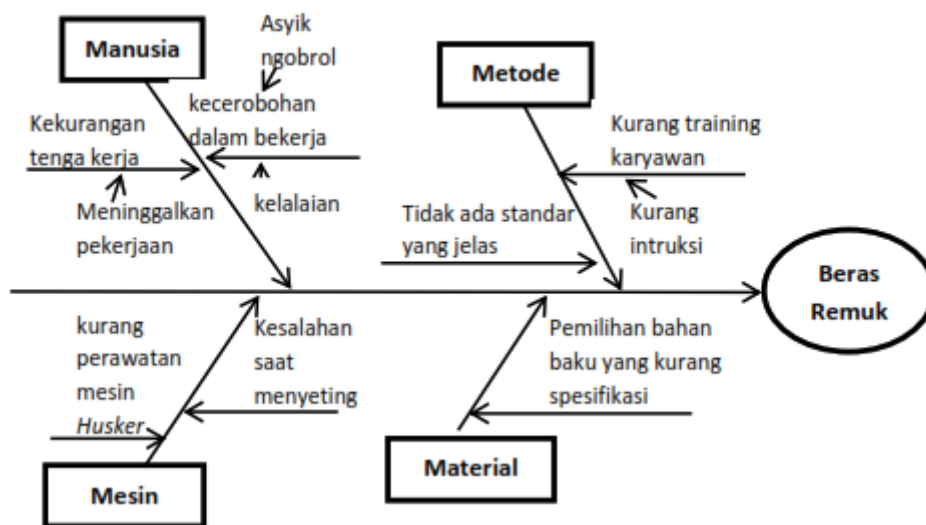 Manusia
Asyik
ngobrol
kecerobohan
dalam bekerja
Kekurangan
tenga kerja
Meninggalkan
pekerjaan
kelalaian
Metode
Kurang training
karyawan
Kurang
intruksi
Tidak ada standar
yang jelas
Beras
Remuk
kurang
perawatan
mesin
Husker
Kesalahan
saat
menyeting
Mesin
Pemilihan bahan
baku yang kurang
spesifikasi
Material